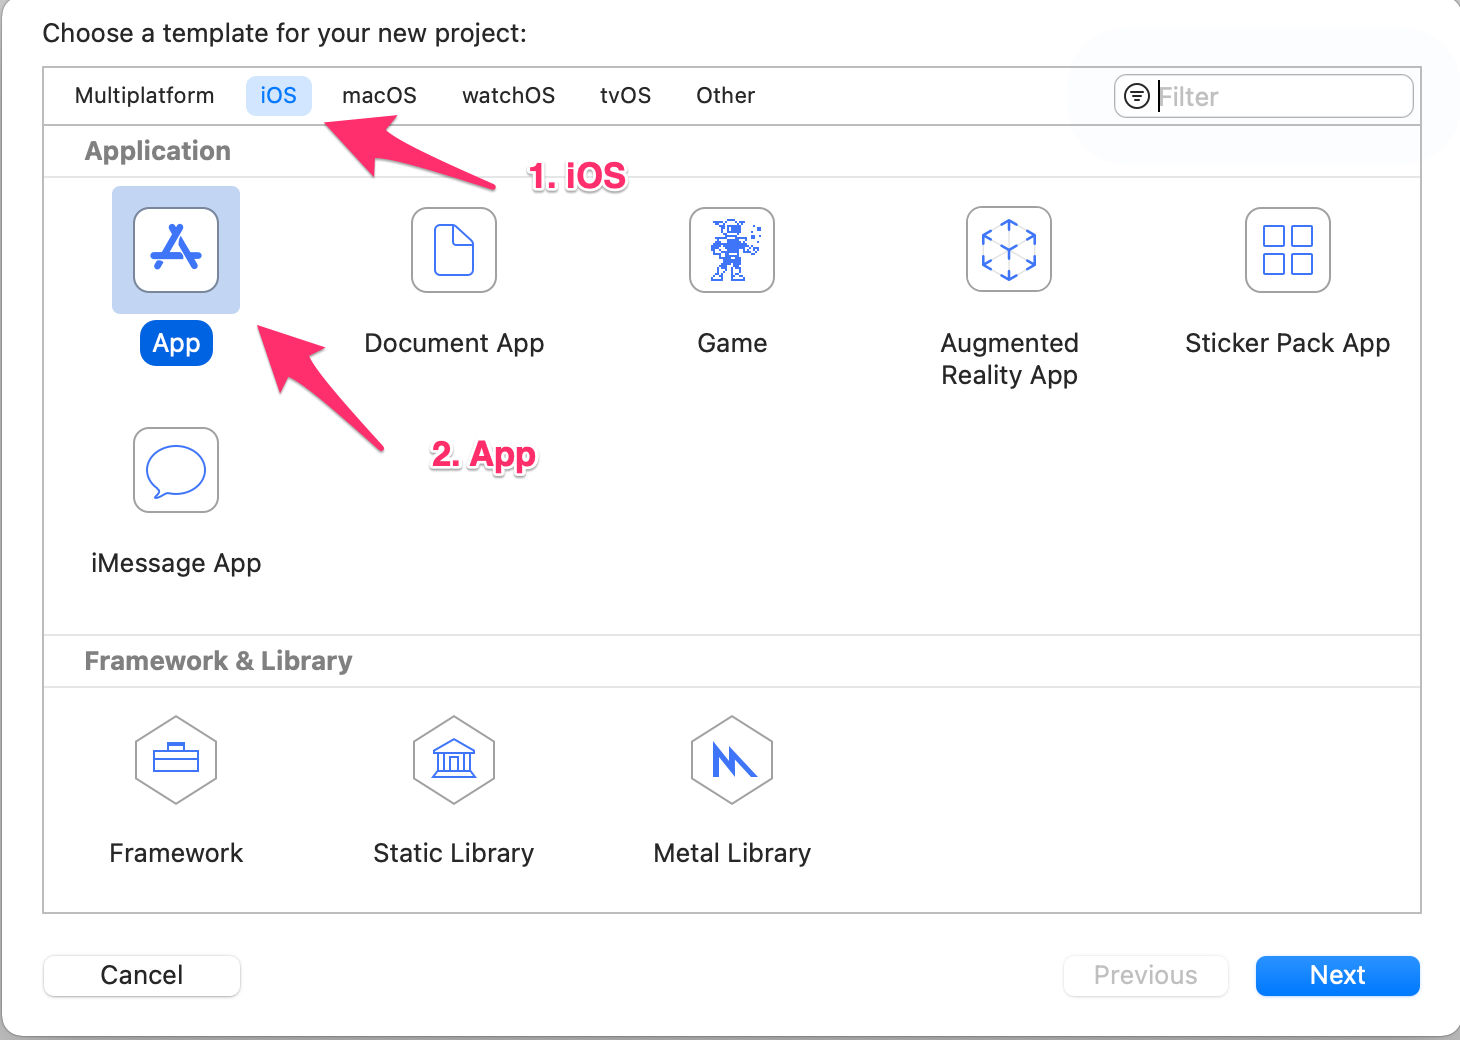 Choose a template for your new project:
Multiplatform iOS macOS watchOS tvOS Other Filter
Application
1. iOS
App Document App Game Augmented Reality App Sticker Pack App
2. App
iMessage App
Framework & Library
Framework Static Library Metal Library
Cancel Previous Next